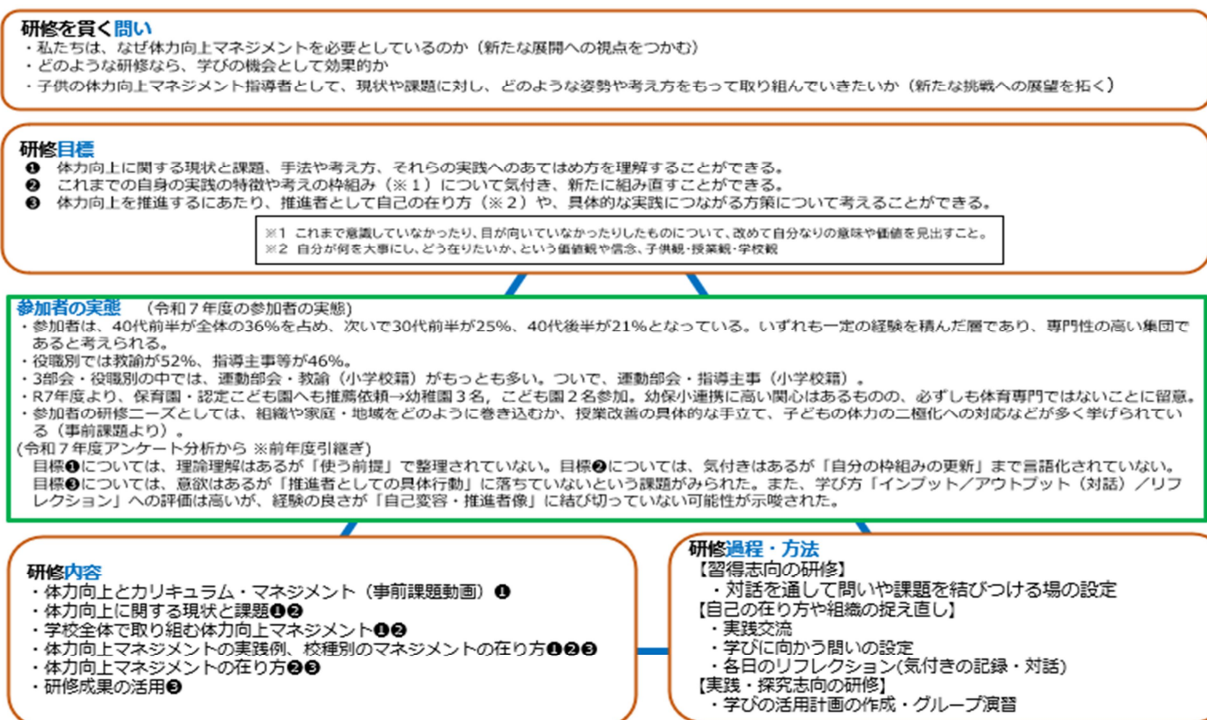 研修を貫く問い
・私たちは、なぜ体力向上マネジメントを必要としているのか（新たな展開への視点をつかむ）
・どのような研修なら、学びの機会として効果的か
・子供の体力向上マネジメント指導者として、現状や課題に対し、どのような姿勢や考え方をもって取り組んでいきたいか（新たな挑戦への展望を拓く）
研修目標
❶ 体力向上に関する現状と課題、手法や考え方、それらの実践へのあてはめ方を理解することができる。
❷ これまでの自身の実践の特徴や考えの枠組み（※１）について気付き、新たに組み直すことができる。
❸ 体力向上を推進するにあたり、推進者として自己の在り方（※２）や、具体的な実践につながる方策について考えることができる。
※１ これまで意識していなかったり、目が向いていなかったりしたものについて、改めて自分なりの意味や価値を見出すこと。
※２ 自分が何を大事にし、どう在りたいか、という価値観や信念、子供観・授業観・学校観
参加者の実態 （令和７年度の参加者の実態）
・参加者は、40代前半が全体の36%を占め、次いで30代前半が25%、40代後半が21%となっている。いずれも一定の経験を積んだ層であり、専門性の高い集団で
あると考えられる。
・役職別では教諭が52%、指導主事等が46%。
・3部会・役職別の中では、運動部会・教諭（小学校籍）がもっとも多い。ついで、運動部会・指導主事（小学校籍）。
・R7年度より、保育園・認定こども園へも推薦依頼→幼稚園３名，こども園２名参加。幼保小連携に高い関心はあるものの、必ずしも体育専門ではないことに留意。
・参加者の研修ニーズとしては、組織や家庭・地域をどのように巻き込むか、授業改善の具体的な手立て、子どもの体力の二極化への対応などが多く挙げられてい
る（事前課題より）。
(令和７年度アンケート分析から ※前年度引継ぎ)
目標❶については、理論理解はあるが「使う前提」で整理されていない。目標❷については、気付きはあるが「自分の枠組みの更新」まで言語化されていない。
目標❸については、意欲はあるが「推進者としての具体行動」に落ちていないという課題がみられた。また、学び方「インプット／アウトプット（対話）／リフ
レクション」への評価は高いが、経験の良さが「自己変容・推進者像」に結び切っていない可能性が示唆された。
研修内容
・体力向上とカリキュラム・マネジメント（事前課題動画）❶
・体力向上に関する現状と課題❶❷
・学校全体で取り組む体力向上マネジメント❶❷
・体力向上マネジメントの実践例、校種別のマネジメントの在り方❶❷❸
・体力向上マネジメントの在り方❷❸
・研修成果の活用❸
研修過程・方法
【習得志向の研修】
・対話を通して問いや課題を結びつける場の設定
【自己の在り方や組織の捉え直し】
・実践交流
・学びに向かう問いの設定
・各日のリフレクション(気付きの記録・対話)
【実践・探究志向の研修】
・学びの活用計画の作成・グループ演習